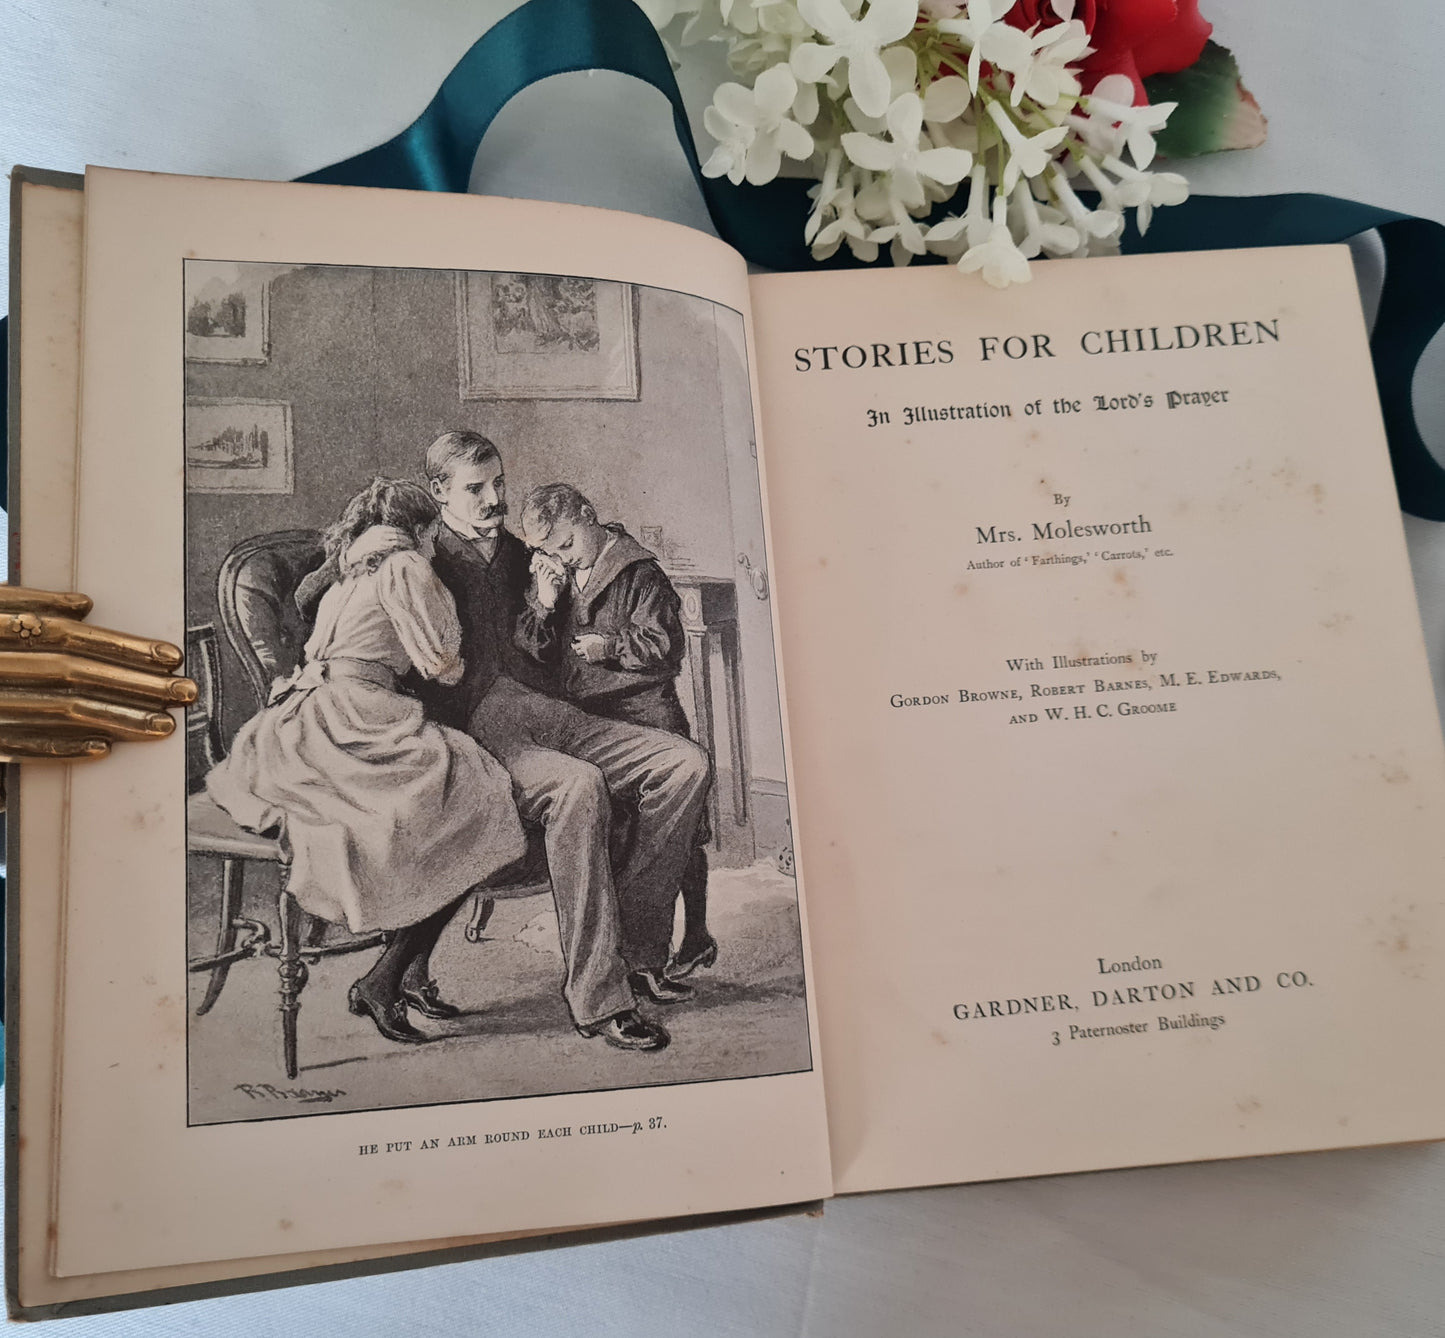 R. Barnes
HE PUT AN ARM ROUND EACH CHILD—p. 37.
STORIES FOR CHILDREN
In Illustration of the Lord's Prayer
By
Mrs. Molesworth
Author of 'Farthings,' 'Carrots,' etc.
With Illustrations by
GORDON BROWNE, ROBERT BARNES, M. E. EDWARDS,
AND W. H. C. GROOME
London
GARDNER, DARTON AND CO.
3 Paternoster Buildings